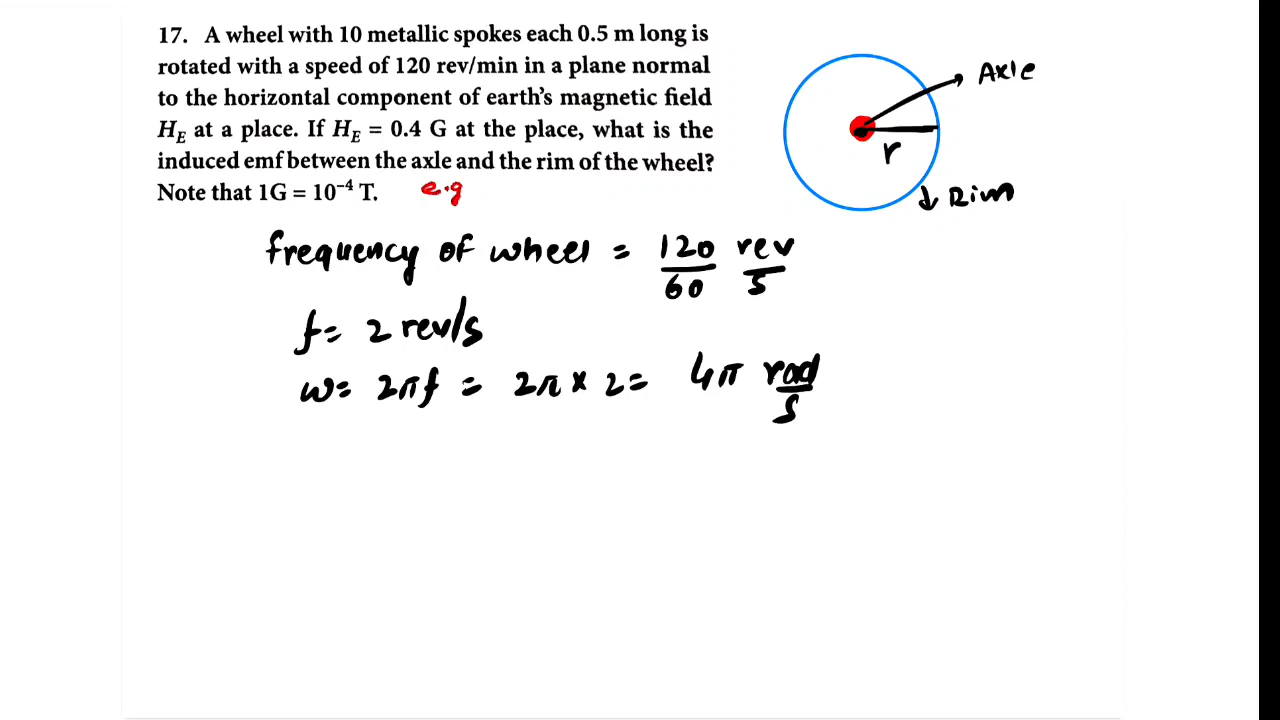 17. A wheel with 10 metallic spokes each 0.5 m long is
rotated with a speed of 120 rev/min in a plane normal
to the horizontal component of earth's magnetic field
H_E at a place. If H_E = 0.4 G at the place, what is the
induced emf between the axle and the rim of the wheel?
Note that 1G = 10⁻⁴ T.
e.g
Axle
r
↓ Rim
frequency of wheel = 120/60 rev/s
f = 2 rev/s
ω = 2πf = 2π × 2 = 4π rad/s